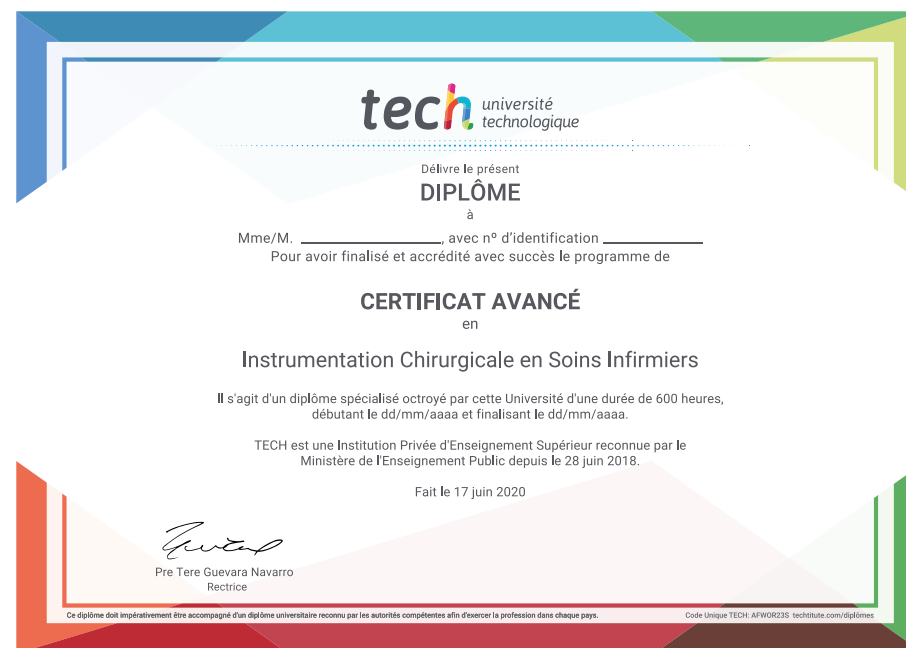 tech université
technologique
Délivre le présent
DIPLÔME
à
Mme/M. ____________________, avec nº d'identification ______________
Pour avoir finalisé et accrédité avec succès le programme de
CERTIFICAT AVANCÉ
en
Instrumentation Chirurgicale en Soins Infirmiers
Il s'agit d'un diplôme spécialisé octroyé par cette Université d'une durée de 600 heures,
débutant le dd/mm/aaaa et finalisant le dd/mm/aaaa.
TECH est une Institution Privée d'Enseignement Supérieur reconnue par le
Ministère de l'Enseignement Public depuis le 28 juin 2018.
Fait le 17 juin 2020
Pre Tere Guevara Navarro
Rectrice
Ce diplôme doit impérativement être accompagné d'un diplôme universitaire reconnu par les autorités compétentes afin d'exercer la profession dans chaque pays.
Code Unique TECH: AFWOR23S techtitute.com/diplômes